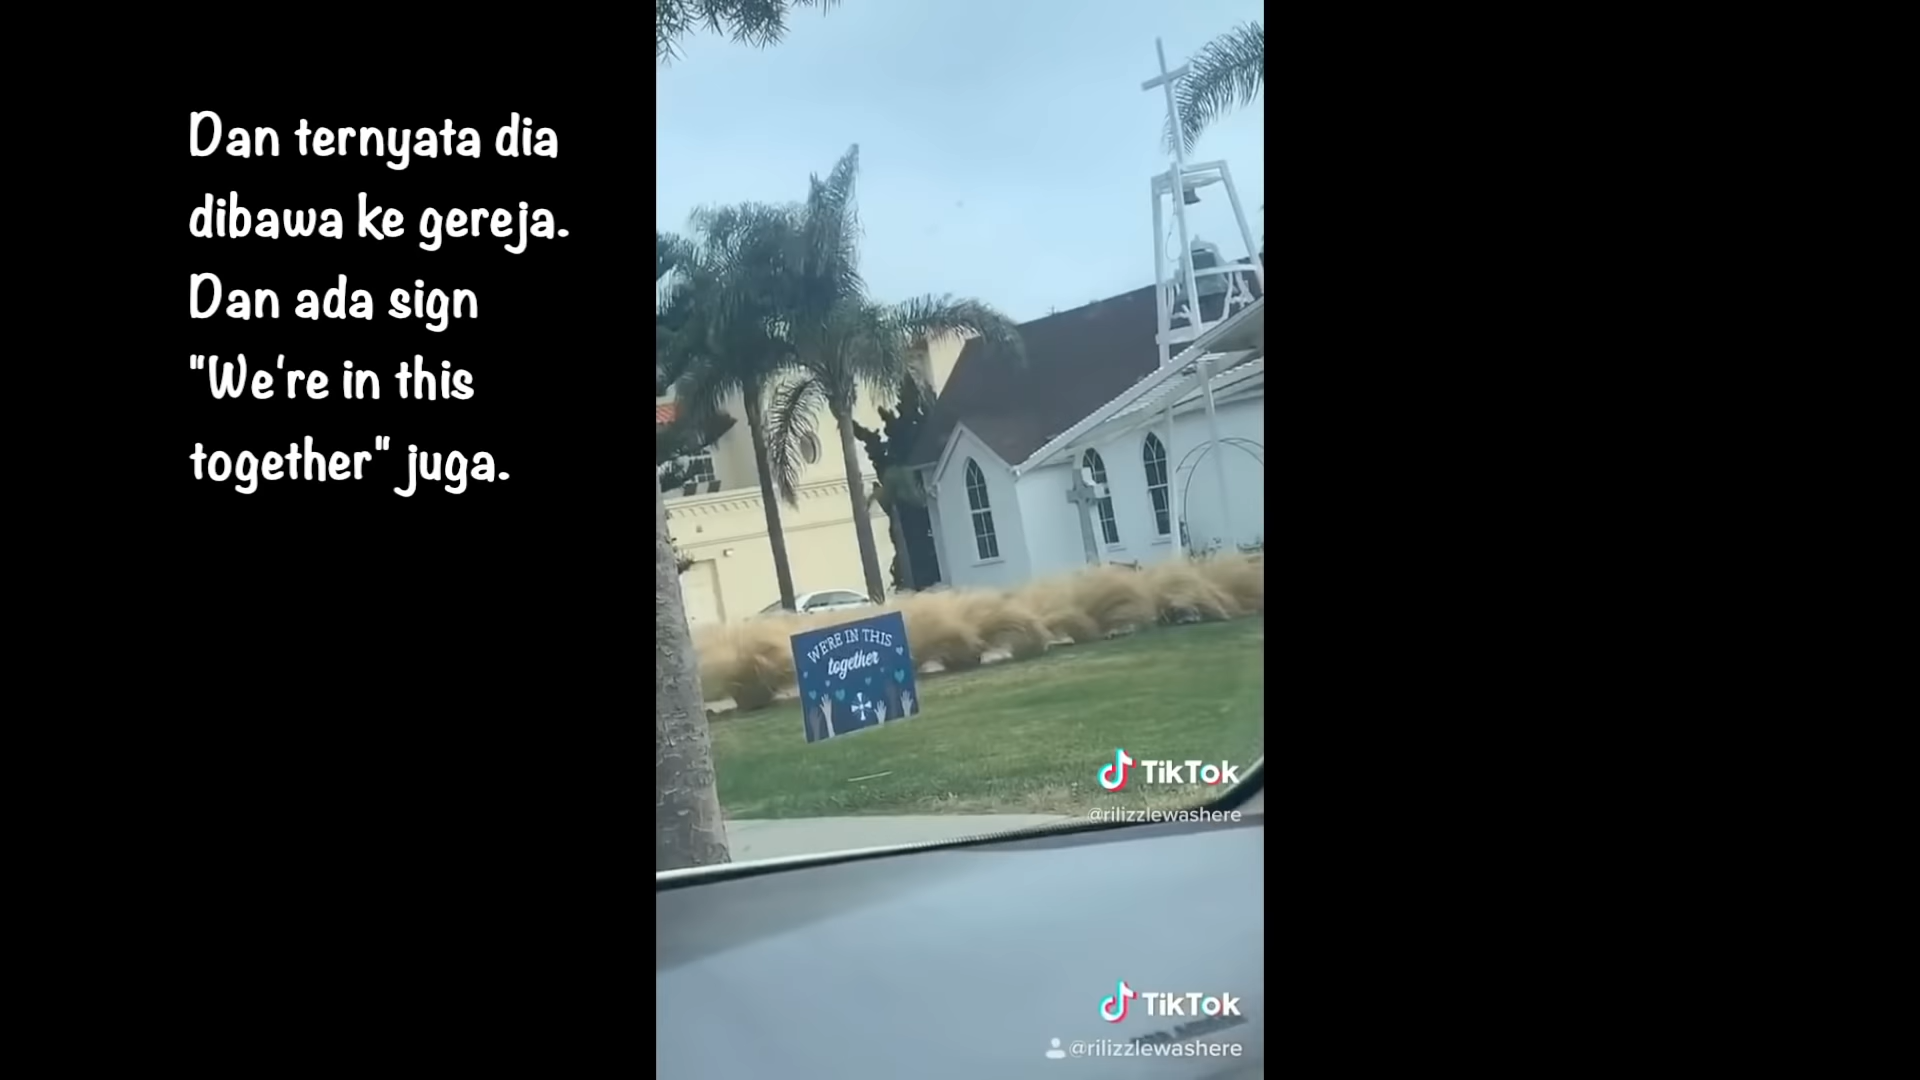 Dan ternyata dia
dibawa ke gereja.
Dan ada sign
"We're in this
together" juga.
WE'RE IN THIS
together
TikTok
@rilizzlewashere
TikTok
@rilizzlewashere